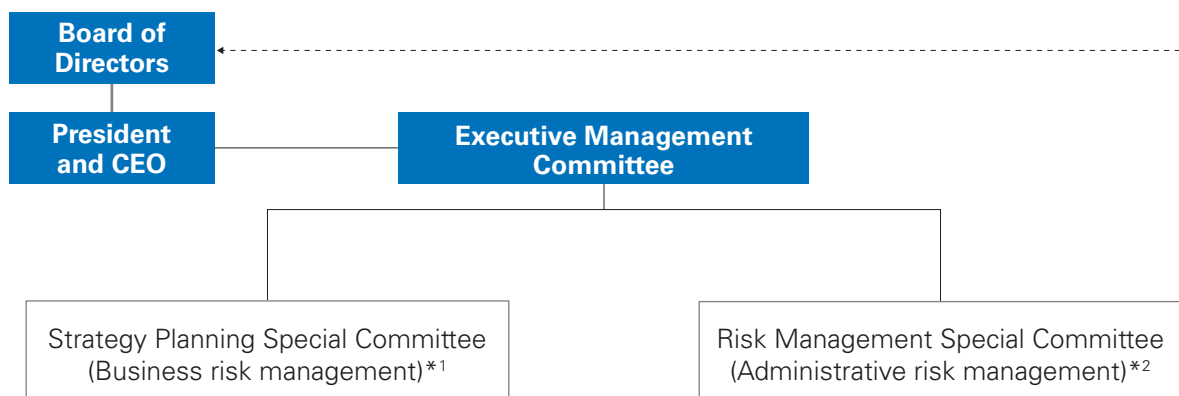 Board of
Directors
President
and CEO
Executive Management
Committee
Strategy Planning Special Committee
(Business risk management)*1
Risk Management Special Committee
(Administrative risk management)*2